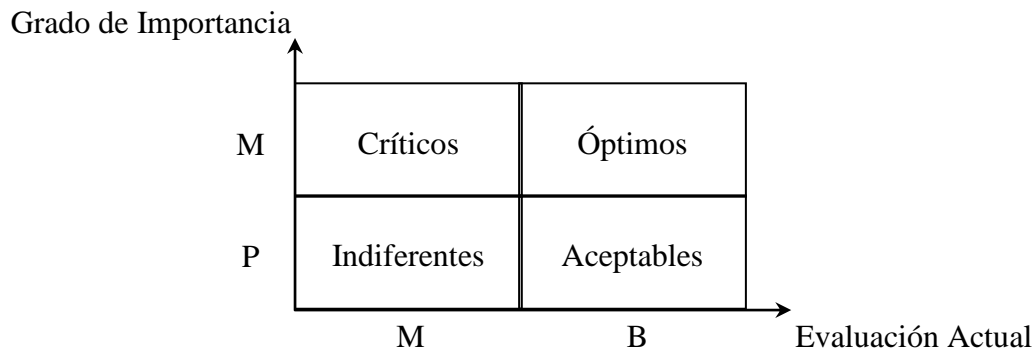 Grado de Importancia
M Críticos Óptimos
P Indiferentes Aceptables
M B Evaluación Actual